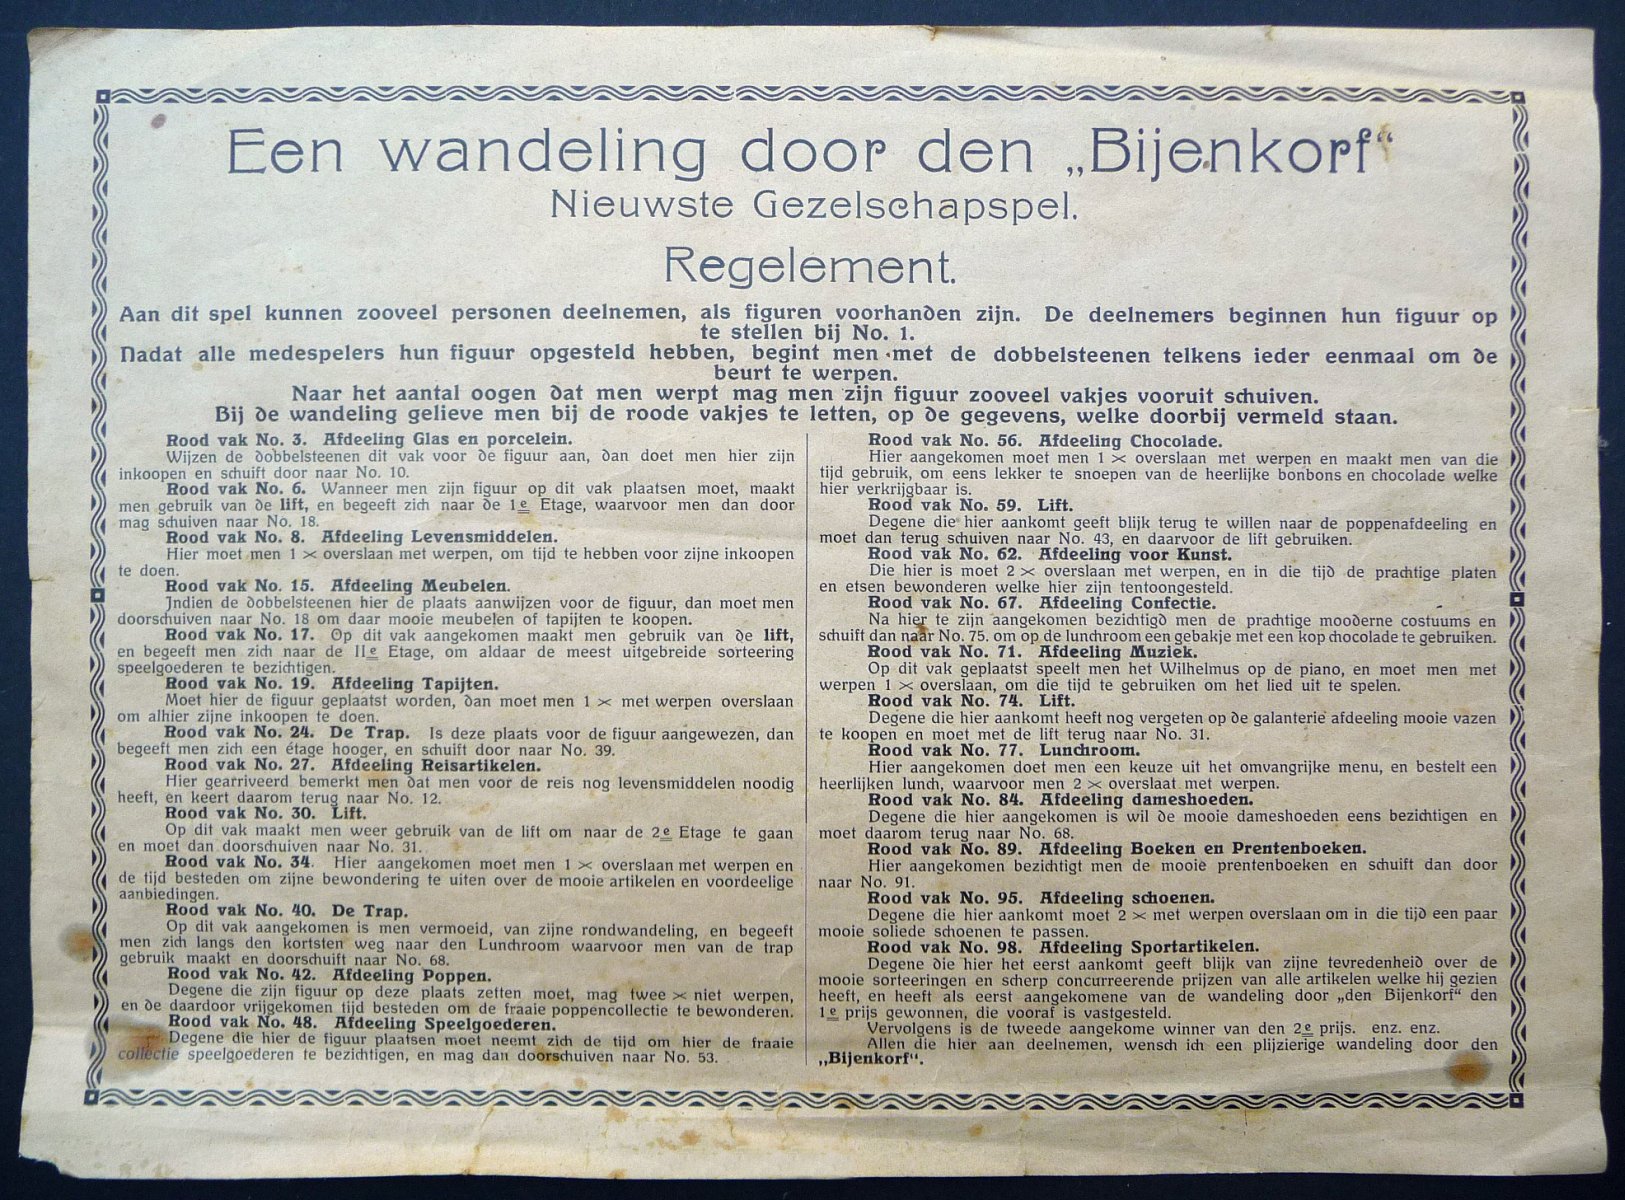 Een wandeling door den „Bijenkorf“
Nieuwste Gezelschapspel.
Regelement.
Aan dit spel kunnen zooveel personen deelnemen, als figuren voorhanden zijn. De deelnemers beginnen hun figuur op
te stellen bij No. 1.
Nadat alle medespelers hun figuur opgesteld hebben, begint men met de dobbelsteenen telkens ieder eenmaal om de
beurt te werpen.
Naar het aantal oogen dat men werpt mag men zijn figuur zooveel vakjes vooruit schuiven.
Bij de wandeling gelieve men bij de roode vakjes te letten, op de gegevens, welke doorbij vermeld staan.
Rood vak No. 3. Afdeeling Glas en porcelein.
Wijzen de dobbelsteenen dit vak voor de figuur aan, dan doet men hier zijn
inkoopen en schuift door naar No. 10.
Rood vak No. 6. Wanneer men zijn figuur op dit vak plaatsen moet, maakt
men gebruik van de lift, en begeeft zich naar de 1e Etage, waarvoor men dan door
mag schuiven naar No. 18.
Rood vak No. 8. Afdeeling Levensmiddelen.
Hier moet men 1 × overslaan met werpen, om tijd te hebben voor zijne inkoopen
te doen.
Rood vak No. 15. Afdeeling Meubelen.
Jndien de dobbelsteenen hier de plaats aanwijzen voor de figuur, dan moet men
doorschuiven naar No. 18 om daar mooie meubelen of tapijten te koopen.
Rood vak No. 17. Op dit vak aangekomen maakt men gebruik van de lift,
en begeeft men zich naar de IIe Etage, om aldaar de meest uitgebreide sorteering
speelgoederen te bezichtigen.
Rood vak No. 19. Afdeeling Tapijten.
Moet hier de figuur geplaatst worden, dan moet men 1 × met werpen overslaan
om alhier zijne inkoopen te doen.
Rood vak No. 24. De Trap. Is deze plaats voor de figuur aangewezen, dan
begeeft men zich een étage hooger, en schuift door naar No. 39.
Rood vak No. 27. Afdeeling Reisartikelen.
Hier gearriveerd bemerkt men dat men voor de reis nog levensmiddelen noodig
heeft, en keert daarom terug naar No. 12.
Rood vak No. 30. Lift.
Op dit vak maakt men weer gebruik van de lift om naar de 2e Etage te gaan
en moet dan doorschuiven naar No. 31.
Rood vak No. 34. Hier aangekomen moet men 1 × overslaan met werpen en
de tijd besteden om zijne bewondering te uiten over de mooie artikelen en voordeelige
aanbiedingen.
Rood vak No. 40. De Trap.
Op dit vak aangekomen is men vermoeid, van zijne rondwandeling, en begeeft
men zich langs den kortsten weg naar den Lunchroom waarvoor men van de trap
gebruik maakt en doorschuift naar No. 68.
Rood vak No. 42. Afdeeling Poppen.
Degene die zijn figuur op deze plaats zetten moet, mag twee × niet werpen,
en de daardoor vrijgekomen tijd besteden om de fraaie poppencollectie te bewonderen.
Rood vak No. 48. Afdeeling Speelgoederen.
Degene die hier de figuur plaatsen moet neemt zich de tijd om hier de fraaie
collectie speelgoederen te bezichtigen, en mag dan doorschuiven naar No. 53.
Rood vak No. 56. Afdeeling Chocolade.
Hier aangekomen moet men 1 × overslaan met werpen en maakt men van die
tijd gebruik, om eens lekker te snoepen van de heerlijke bonbons en chocolade welke
hier verkrijgbaar is.
Rood vak No. 59. Lift.
Degene die hier aankomt geeft blijk terug te willen naar de poppenafdeeling en
moet dan terug schuiven naar No. 43, en daarvoor de lift gebruiken.
Rood vak No. 62. Afdeeling voor Kunst.
Die hier is moet 2 × overslaan met werpen, en in die tijd de prachtige platen
en etsen bewonderen welke hier zijn tentoongesteld.
Rood vak No. 67. Afdeeling Confectie.
Na hier te zijn aangekomen bezichtigd men de prachtige mooderne costuums en
schuift dan naar No. 75. om op de lunchroom een gebakje met een kop chocolade te gebruiken.
Rood vak No. 71. Afdeeling Muziek.
Op dit vak geplaatst speelt men het Wilhelmus op de piano, en moet men met
werpen 1 × overslaan, om die tijd te gebruiken om het lied uit te spelen.
Rood vak No. 74. Lift.
Degene die hier aankomt heeft nog vergeten op de galanterie afdeeling mooie vazen
te koopen en moet met de lift terug naar No. 31.
Rood vak No. 77. Lunchroom.
Hier aangekomen doet men een keuze uit het omvangrijke menu, en bestelt een
heerlijken lunch, waarvoor men 2 × overslaat met werpen.
Rood vak No. 84. Afdeeling dameshoeden.
Degene die hier aangekomen is wil de mooie dameshoeden eens bezichtigen en
moet daarom terug naar No. 68.
Rood vak No. 89. Afdeeling Boeken en Prentenboeken.
Hier aangekomen bezichtigt men de mooie prentenboeken en schuift dan door
naar No. 91.
Rood vak No. 95. Afdeeling schoenen.
Degene die hier aankomt moet 2 × met werpen overslaan om in die tijd een paar
mooie soliede schoenen te passen.
Rood vak No. 98. Afdeeling Sportartikelen.
Degene die hier het eerst aankomt geeft blijk van zijne tevredenheid over de
mooie sorteeringen en scherp concurreerende prijzen van alle artikelen welke hij gezien
heeft, en heeft als eerst aangekomene van de wandeling door „den Bijenkorf“ den
1e prijs gewonnen, die vooraf is vastgesteld.
Vervolgens is de tweede aangekome winner van den 2e prijs. enz. enz.
Allen die hier aan deelnemen, wensch ich een plijzierige wandeling door den
„Bijenkorf“.